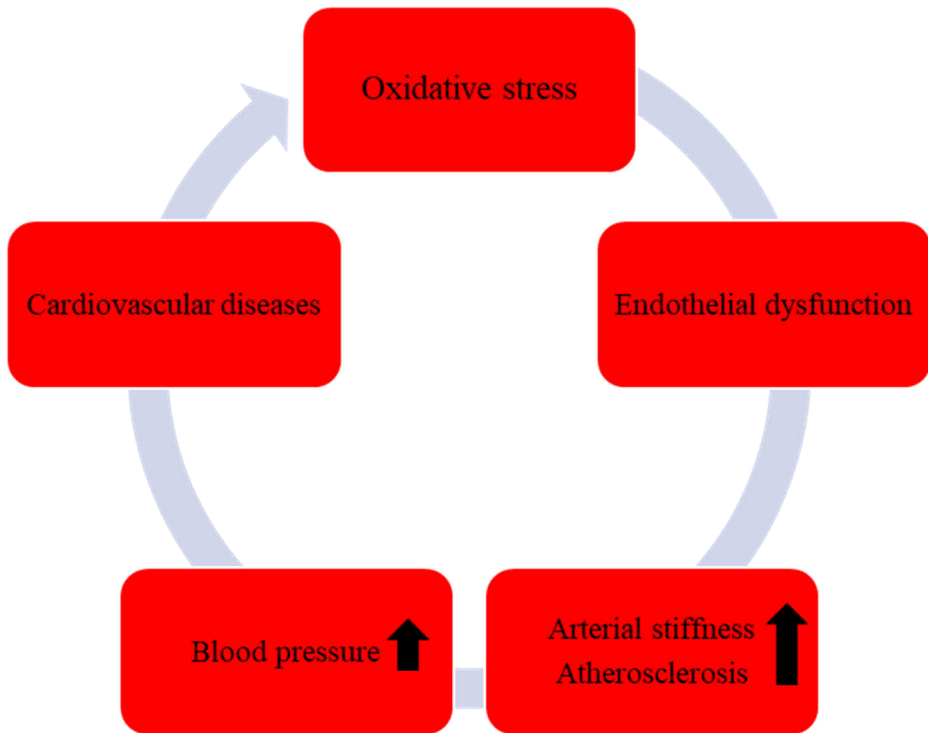 Oxidative stress
Endothelial dysfunction
Arterial stiffness
Atherosclerosis
Blood pressure
Cardiovascular diseases